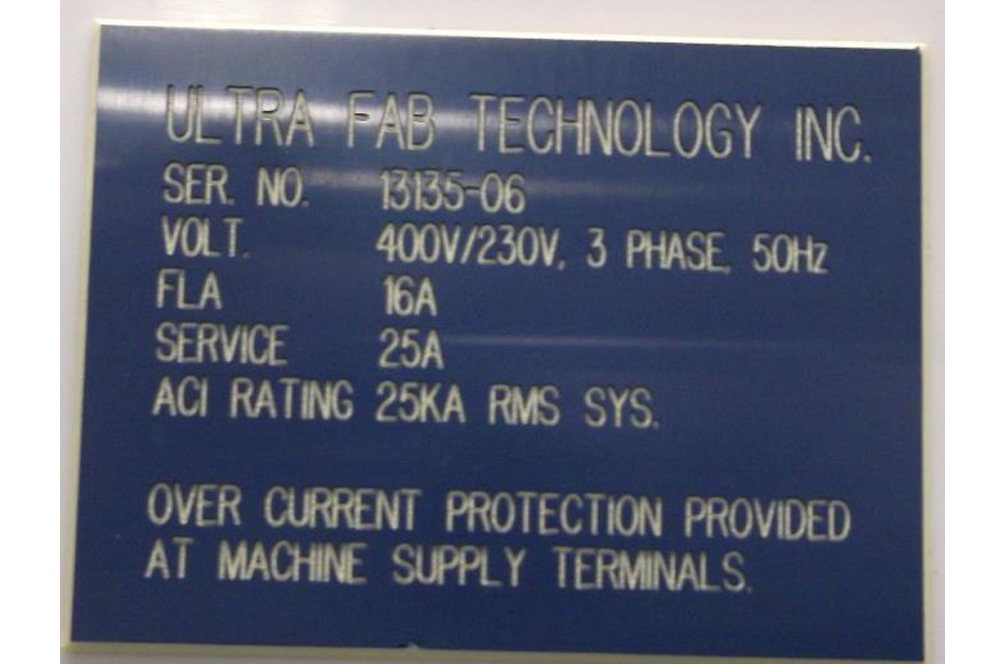 ULTRA FAB TECHNOLOGY INC.
SER. NO. 13135-06
VOLT. 400V/230V, 3 PHASE, 50Hz
FLA 16A
SERVICE 25A
ACI RATING 25KA RMS SYS.
OVER CURRENT PROTECTION PROVIDED
AT MACHINE SUPPLY TERMINALS.